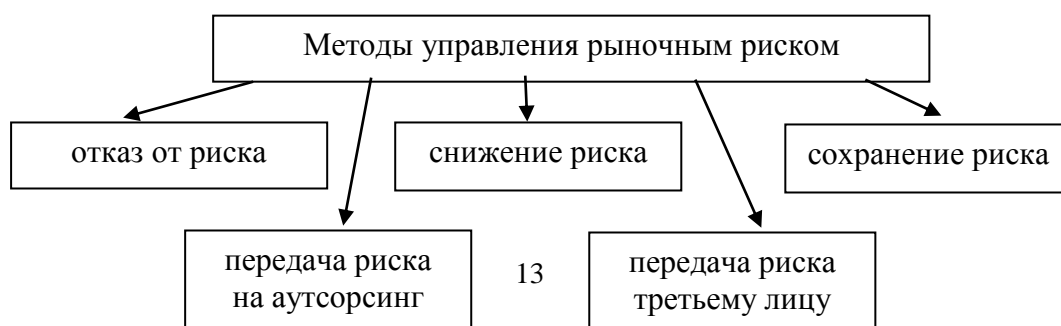 Методы управления рыночным риском
отказ от риска
снижение риска
сохранение риска
передача риска
на аутсорсинг
13
передача риска
третьему лицу